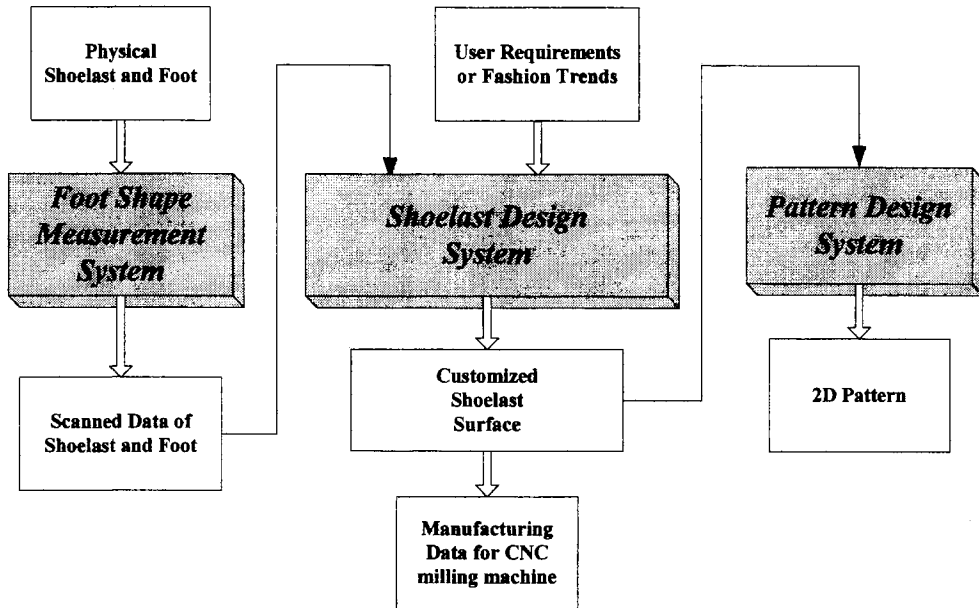 Physical
Shoelast and Foot
User Requirements
or Fashion Trends
Foot Shape
Measurement
System
Shoelast Design
System
Pattern Design
System
Scanned Data of
Shoelast and Foot
Customized
Shoelast
Surface
2D Pattern
Manufacturing
Data for CNC
milling machine